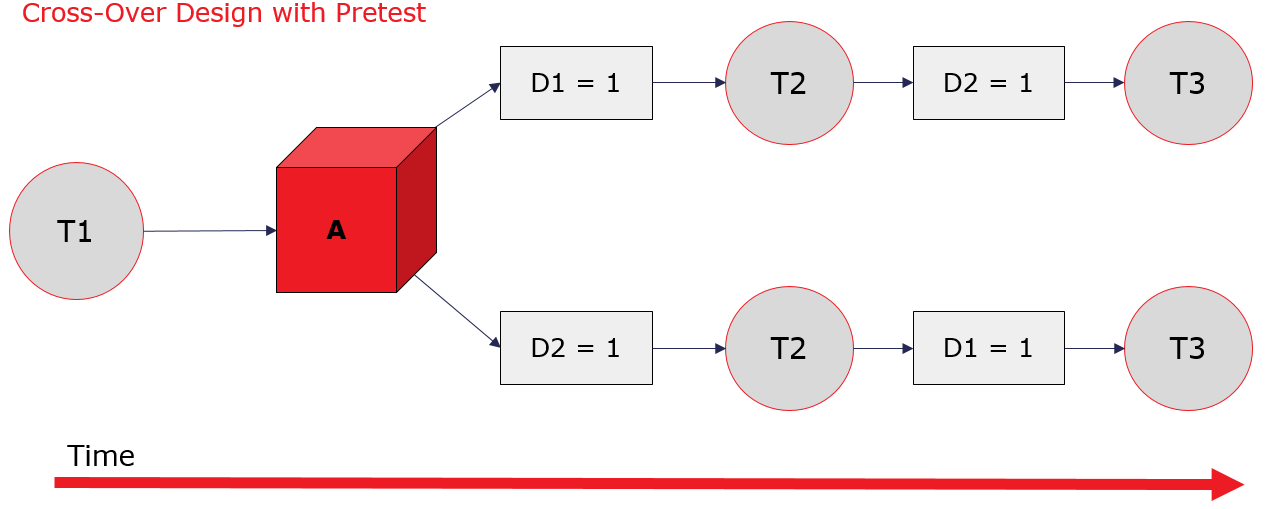 Cross-Over Design with Pretest
D1 = 1
T2
D2 = 1
T3
T1
A
D2 = 1
T2
D1 = 1
T3
Time